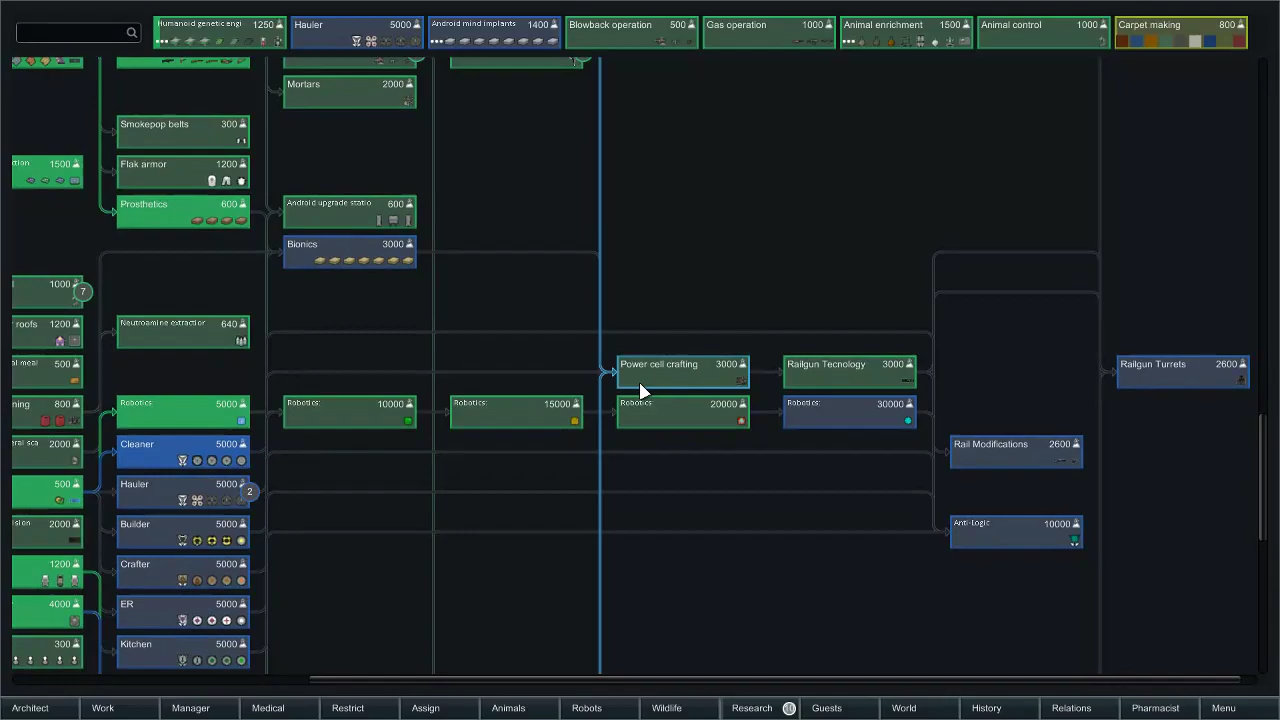 Humanoid genetic engi 1250
Hauler 5000
Android mind implants 1400
Blowback operation 500
Gas operation 1000
Animal enrichment 1500
Animal control 1000
Carpet making 800
Mortars 2000
Smokepop belts 300
ction 1500
Flak armor 1200
Prosthetics 600
Android upgrade statio 600
Bionics 3000
1000
7
roofs 1200
Neutroamine extraction 640
al meal 500
Power cell crafting 3000
Railgun Tecnology 3000
Railgun Turrets 2600
ning 800
Robotics: 5000
Robotics: 10000
Robotics: 15000
Robotics: 20000
Robotics: 30000
eral sca 2000
Cleaner 5000
Rail Modifications 2600
500
Hauler 5000
2
ision 2000
Builder 5000
Anti-Logic 10000
1200
Crafter 5000
4000
ER 5000
300
Kitchen 5000
Architect
Work
Manager
Medical
Restrict
Assign
Animals
Robots
Wildlife
Research
Guests
World
History
Relations
Pharmacist
Menu